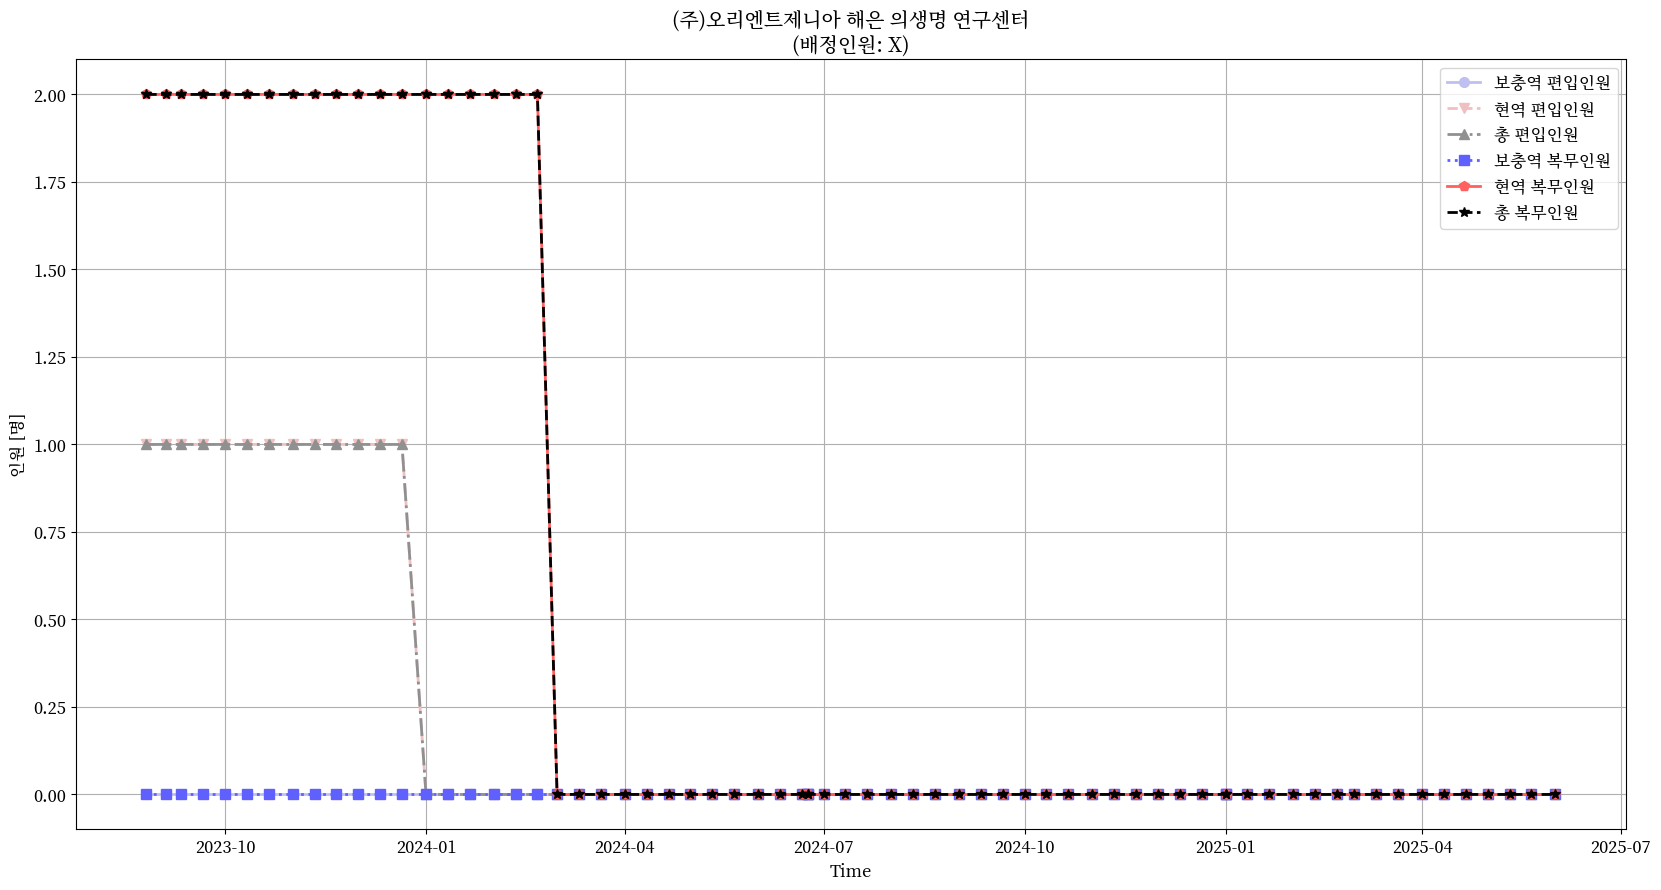 (주)오리엔트제니아 해은 의생명 연구센터
(배정인원: X)
보충역 편입인원
현역 편입인원
총 편입인원
보충역 복무인원
현역 복무인원
총 복무인원
인원 [명]
2.00
1.75
1.50
1.25
1.00
0.75
0.50
0.25
0.00
2023-10
2024-01
2024-04
2024-07
2024-10
2025-01
2025-04
2025-07
Time